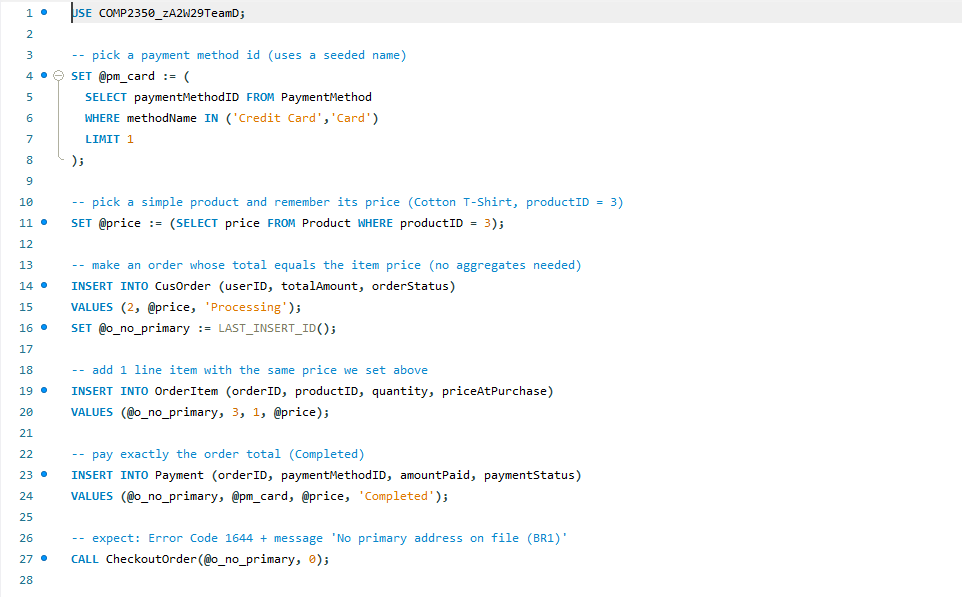 1 USE COMP2350_zA2W29TeamD;
2
3 -- pick a payment method id (uses a seeded name)
4 SET @pm_card := (
5 SELECT paymentMethodID FROM PaymentMethod
6 WHERE methodName IN ('Credit Card','Card')
7 LIMIT 1
8 );
9
10 -- pick a simple product and remember its price (Cotton T-Shirt, productID = 3)
11 SET @price := (SELECT price FROM Product WHERE productID = 3);
12
13 -- make an order whose total equals the item price (no aggregates needed)
14 INSERT INTO CusOrder (userID, totalAmount, orderStatus)
15 VALUES (2, @price, 'Processing');
16 SET @o_no_primary := LAST_INSERT_ID();
17
18 -- add 1 line item with the same price we set above
19 INSERT INTO OrderItem (orderID, productID, quantity, priceAtPurchase)
20 VALUES (@o_no_primary, 3, 1, @price);
21
22 -- pay exactly the order total (Completed)
23 INSERT INTO Payment (orderID, paymentMethodID, amountPaid, paymentStatus)
24 VALUES (@o_no_primary, @pm_card, @price, 'Completed');
25
26 -- expect: Error Code 1644 + message 'No primary address on file (BR1)'
27 CALL CheckoutOrder(@o_no_primary, 0);
28